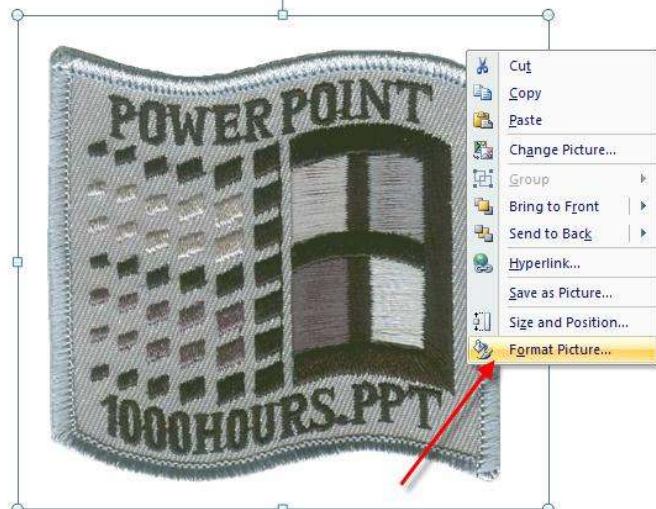 POWERPOINT
1000HOURS.PPT
Cut
Copy
Paste
Change Picture...
Group
Bring to Front
Send to Back
Hyperlink...
Save as Picture...
Size and Position...
Format Picture...